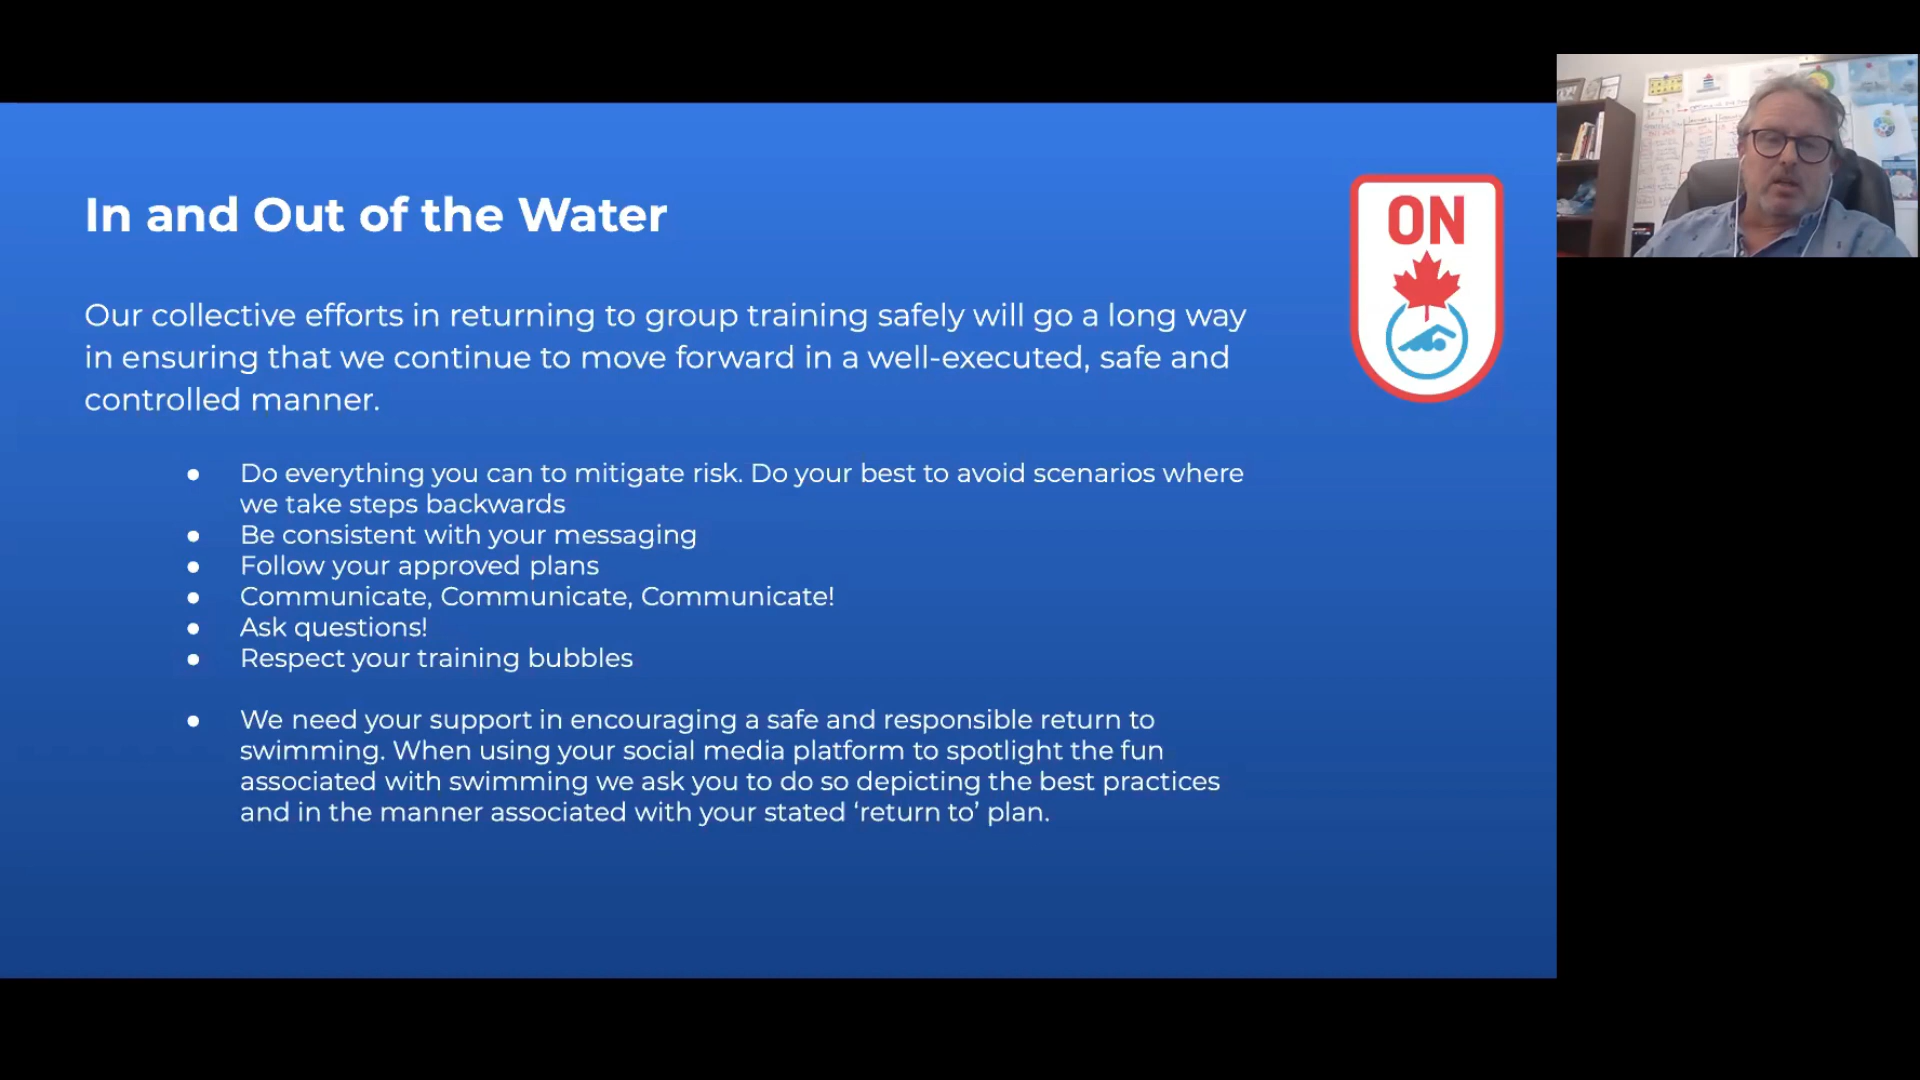 In and Out of the Water
ON
Our collective efforts in returning to group training safely will go a long way
in ensuring that we continue to move forward in a well-executed, safe and
controlled manner.
● Do everything you can to mitigate risk. Do your best to avoid scenarios where
we take steps backwards
● Be consistent with your messaging
● Follow your approved plans
● Communicate, Communicate, Communicate!
● Ask questions!
● Respect your training bubbles
● We need your support in encouraging a safe and responsible return to
swimming. When using your social media platform to spotlight the fun
associated with swimming we ask you to do so depicting the best practices
and in the manner associated with your stated ‘return to’ plan.